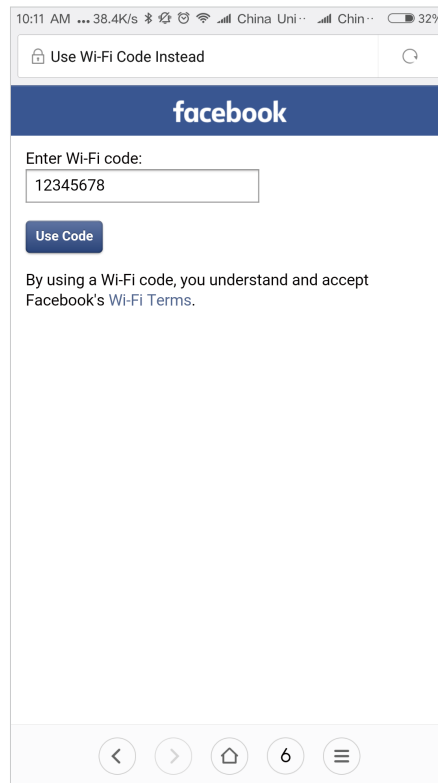 10:11 AM ... 38.4K/s China Uni·· Chin·· 32%
Use Wi-Fi Code Instead
facebook
Enter Wi-Fi code:
12345678
Use Code
By using a Wi-Fi code, you understand and accept
Facebook's Wi-Fi Terms.
6